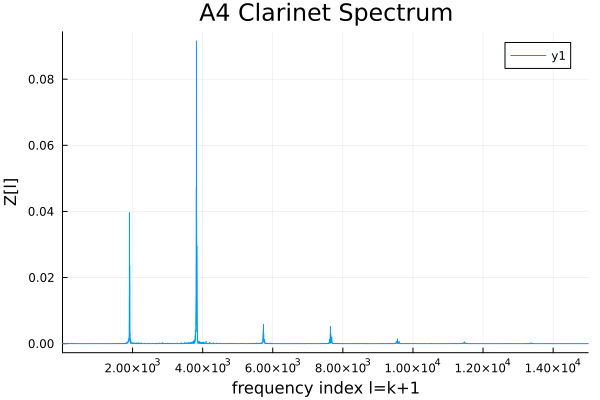 A4 Clarinet Spectrum
y1
0.08
0.06
0.04
0.02
0.00
Z[l]
2.00×10³ 4.00×10³ 6.00×10³ 8.00×10³ 1.00×10⁴ 1.20×10⁴ 1.40×10⁴
frequency index l=k+1